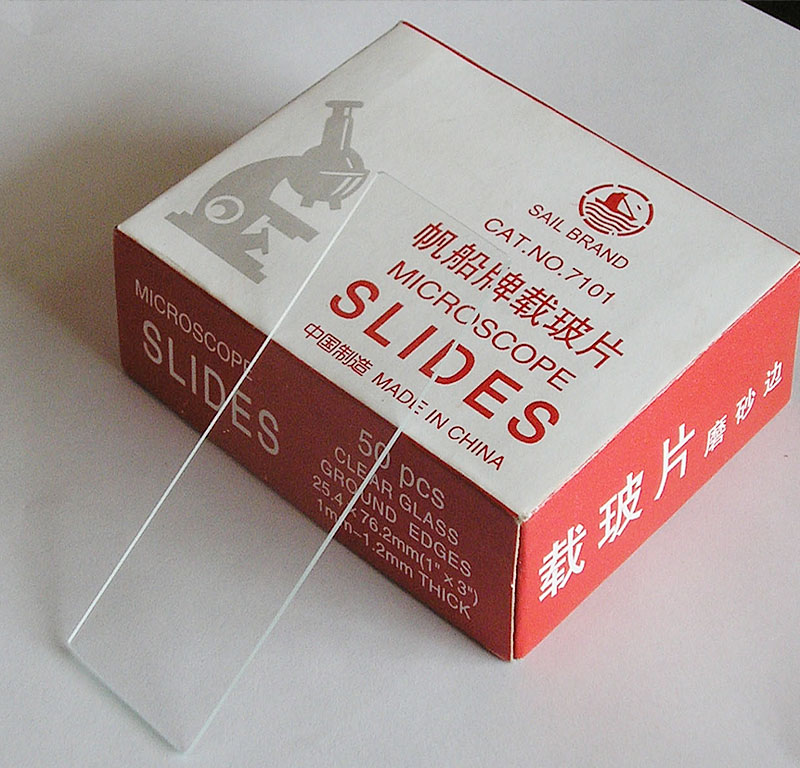 SAIL BRAND
CAT.NO.7101
帆船牌载玻片
MICROSCOPE
SLIDES
中国制造 MADE IN CHINA
MICROSCOPE
SLIDES
50 pcs
CLEAR GLASS
GROUND EDGES
25.4×76.2mm(1"×3")
1mm-1.2mm THICK
载玻片 磨砂边